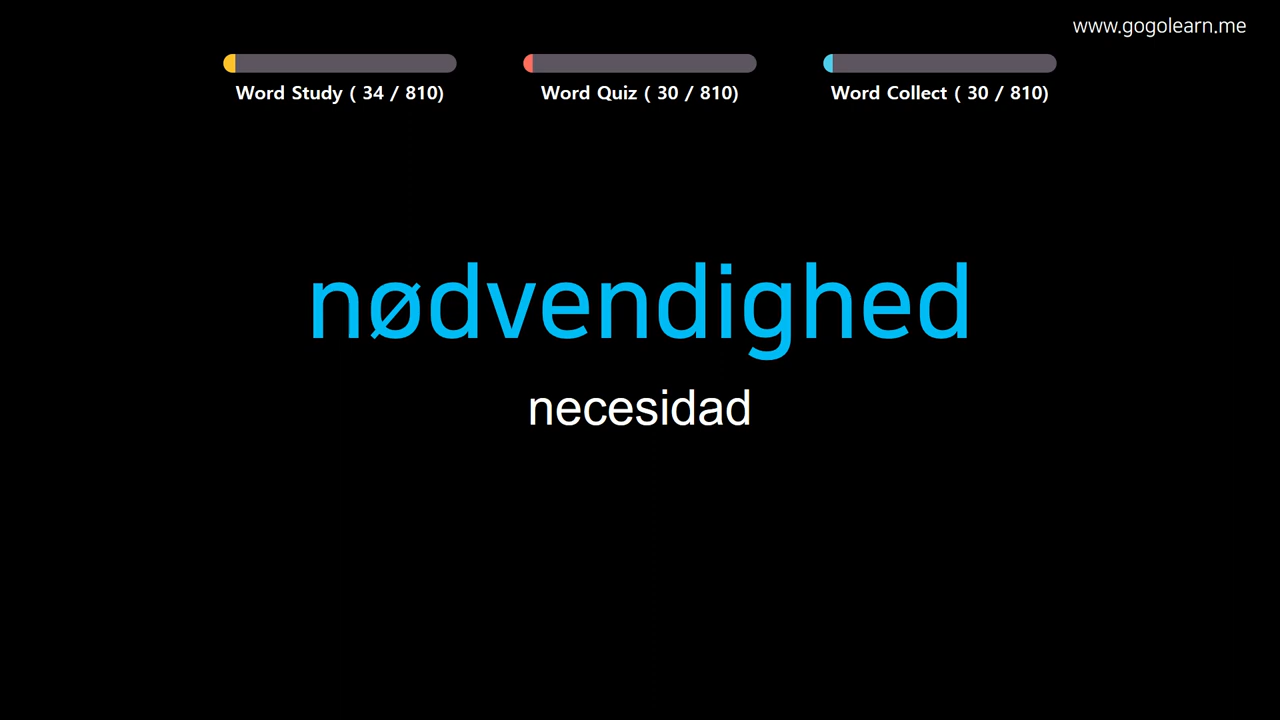 www.gogolearn.me
Word Study ( 34 / 810)
Word Quiz ( 30 / 810)
Word Collect ( 30 / 810)
nødvendighed
necesidad